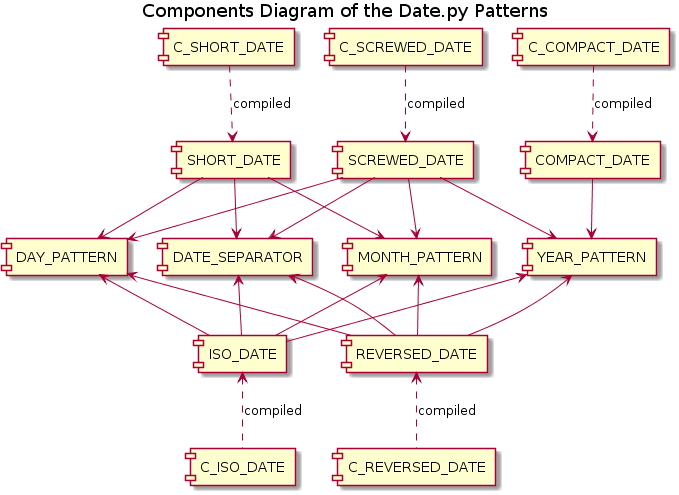 Components Diagram of the Date.py Patterns
C_SHORT_DATE
C_SCREWED_DATE
C_COMPACT_DATE
compiled
compiled
compiled
SHORT_DATE
SCREWED_DATE
COMPACT_DATE
DAY_PATTERN
DATE_SEPARATOR
MONTH_PATTERN
YEAR_PATTERN
ISO_DATE
REVERSED_DATE
compiled
compiled
C_ISO_DATE
C_REVERSED_DATE